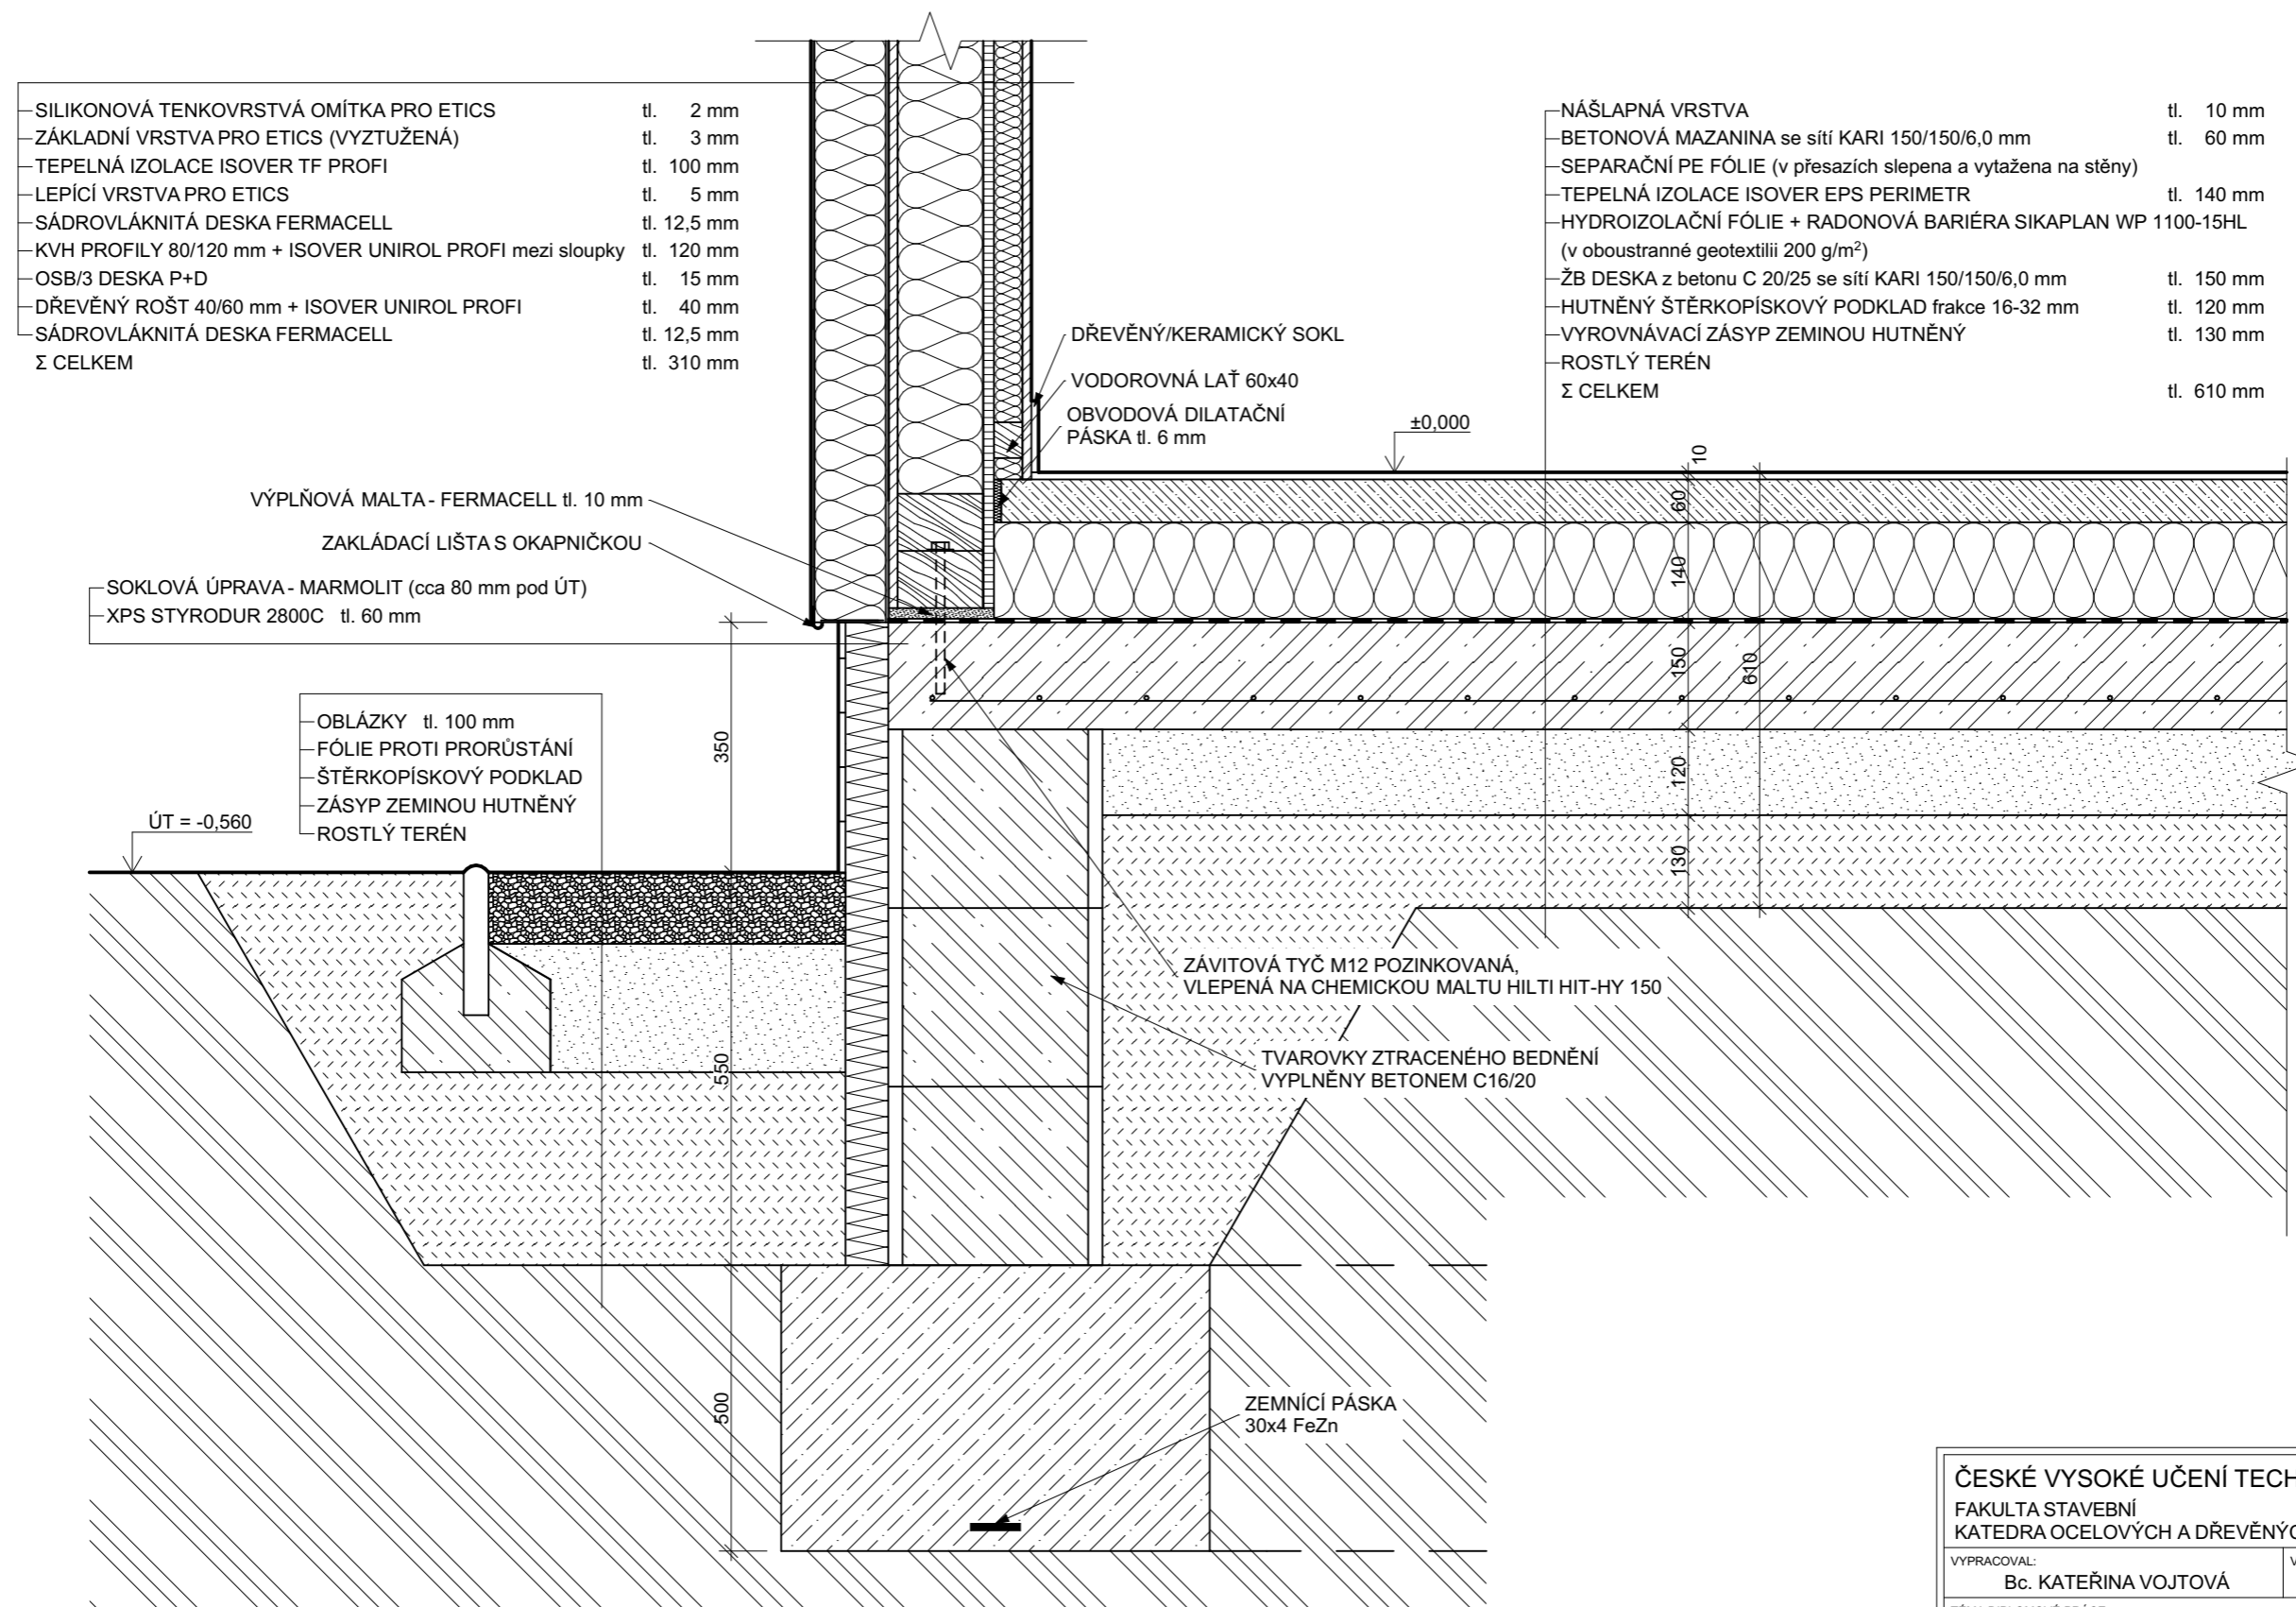 SILIKONOVÁ TENKOVRSTVÁ OMÍTKA PRO ETICS tl. 2 mm
ZÁKLADNÍ VRSTVA PRO ETICS (VYZTUŽENÁ) tl. 3 mm
TEPELNÁ IZOLACE ISOVER TF PROFI tl. 100 mm
LEPÍCÍ VRSTVA PRO ETICS tl. 5 mm
SÁDROVLÁKNITÁ DESKA FERMACELL tl. 12,5 mm
KVH PROFILY 80/120 mm + ISOVER UNIROL PROFI mezi sloupky tl. 120 mm
OSB/3 DESKA P+D tl. 15 mm
DŘEVĚNÝ ROŠT 40/60 mm + ISOVER UNIROL PROFI tl. 40 mm
SÁDROVLÁKNITÁ DESKA FERMACELL tl. 12,5 mm
Σ CELKEM tl. 310 mm
NÁŠLAPNÁ VRSTVA tl. 10 mm
BETONOVÁ MAZANINA se sítí KARI 150/150/6,0 mm tl. 60 mm
SEPARAČNÍ PE FÓLIE (v přesazích slepena a vytažena na stěny)
TEPELNÁ IZOLACE ISOVER EPS PERIMETR tl. 140 mm
HYDROIZOLAČNÍ FÓLIE + RADONOVÁ BARIÉRA SIKAPLAN WP 1100-15HL
(v oboustranné geotextilii 200 g/m²)
ŽB DESKA z betonu C 20/25 se sítí KARI 150/150/6,0 mm tl. 150 mm
HUTNĚNÝ ŠTĚRKOPÍSKOVÝ PODKLAD frakce 16-32 mm tl. 120 mm
VYROVNÁVACÍ ZÁSYP ZEMINOU HUTNĚNÝ tl. 130 mm
ROSTLÝ TERÉN
Σ CELKEM tl. 610 mm
DŘEVĚNÝ/KERAMICKÝ SOKL
VODOROVNÁ LAŤ 60x40
OBVODOVÁ DILATAČNÍ
PÁSKA tl. 6 mm
±0,000
10
60
140
150
610
120
130
VÝPLŇOVÁ MALTA - FERMACELL tl. 10 mm
ZAKLÁDACÍ LIŠTA S OKAPNIČKOU
SOKLOVÁ ÚPRAVA - MARMOLIT (cca 80 mm pod ÚT)
XPS STYRODUR 2800C tl. 60 mm
OBLÁZKY tl. 100 mm
FÓLIE PROTI PRORŮSTÁNÍ
ŠTĚRKOPÍSKOVÝ PODKLAD
ZÁSYP ZEMINOU HUTNĚNÝ
ROSTLÝ TERÉN
350
ÚT = -0,560
550
500
ZÁVITOVÁ TYČ M12 POZINKOVANÁ,
VLEPENÁ NA CHEMICKOU MALTU HILTI HIT-HY 150
TVAROVKY ZTRACENÉHO BEDNĚNÍ
VYPLNĚNY BETONEM C16/20
ZEMNÍCÍ PÁSKA
30x4 FeZn
ČESKÉ VYSOKÉ UČENÍ TECH
FAKULTA STAVEBNÍ
KATEDRA OCELOVÝCH A DŘEVĚNÝC
VYPRACOVAL: V
Bc. KATEŘINA VOJTOVÁ